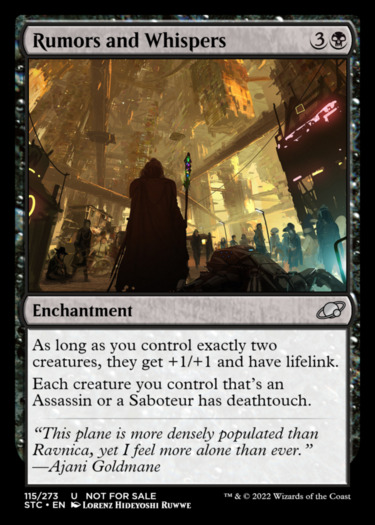 Rumors and Whispers 3
Enchantment
As long as you control exactly two
creatures, they get +1/+1 and have lifelink.
Each creature you control that's an
Assassin or a Saboteur has deathtouch.
"This plane is more densely populated than
Ravnica, yet I feel more alone than ever."
—Ajani Goldmane
115/273 U NOT FOR SALE
STC • EN Lorenz Hideyoshi Ruwwe
™ & © 2022 Wizards of the Coast